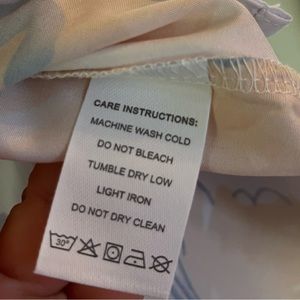 CARE INSTRUCTIONS:
MACHINE WASH COLD
DO NOT BLEACH
TUMBLE DRY LOW
LIGHT IRON
DO NOT DRY CLEAN
30°